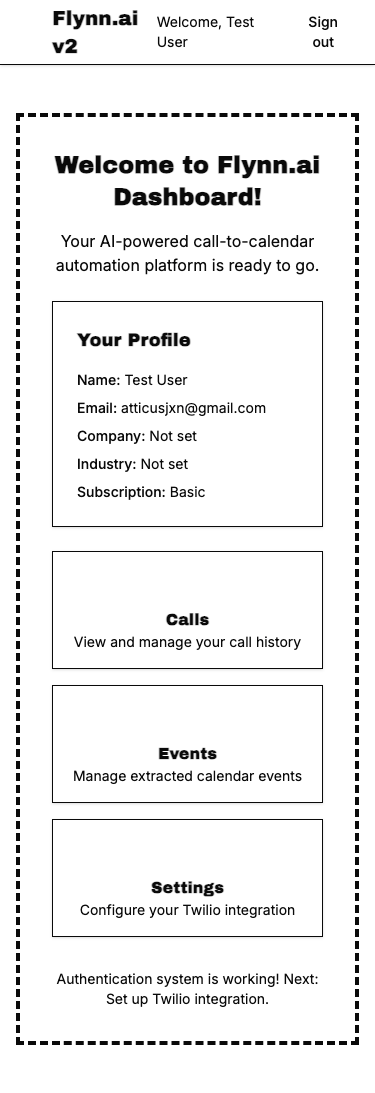 Flynn.ai
v2
Welcome, Test
User
Sign
out
Welcome to Flynn.ai
Dashboard!
Your AI-powered call-to-calendar
automation platform is ready to go.
Your Profile
Name: Test User
Email: atticusjxn@gmail.com
Company: Not set
Industry: Not set
Subscription: Basic
Calls
View and manage your call history
Events
Manage extracted calendar events
Settings
Configure your Twilio integration
Authentication system is working! Next:
Set up Twilio integration.